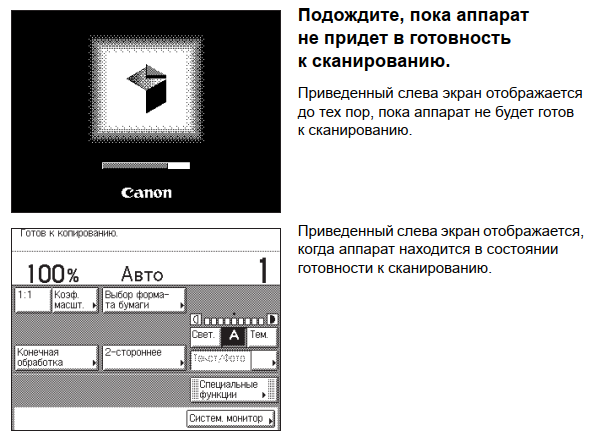 Подождите, пока аппарат
не придет в готовность
к сканированию.
Приведенный слева экран отображается
до тех пор, пока аппарат не будет готов
к сканированию.
Canon
Приведенный слева экран отображается,
когда аппарат находится в состоянии
готовности к сканированию.
Готов к копированию.
100% Авто 1
1:1 Коэф. масшт. Выбор форма-
та бумаги
Свет. A Тем.
Конечная
обработка
2-стороннее
Текст/Фото
Специальные
функции
Систем. монитор